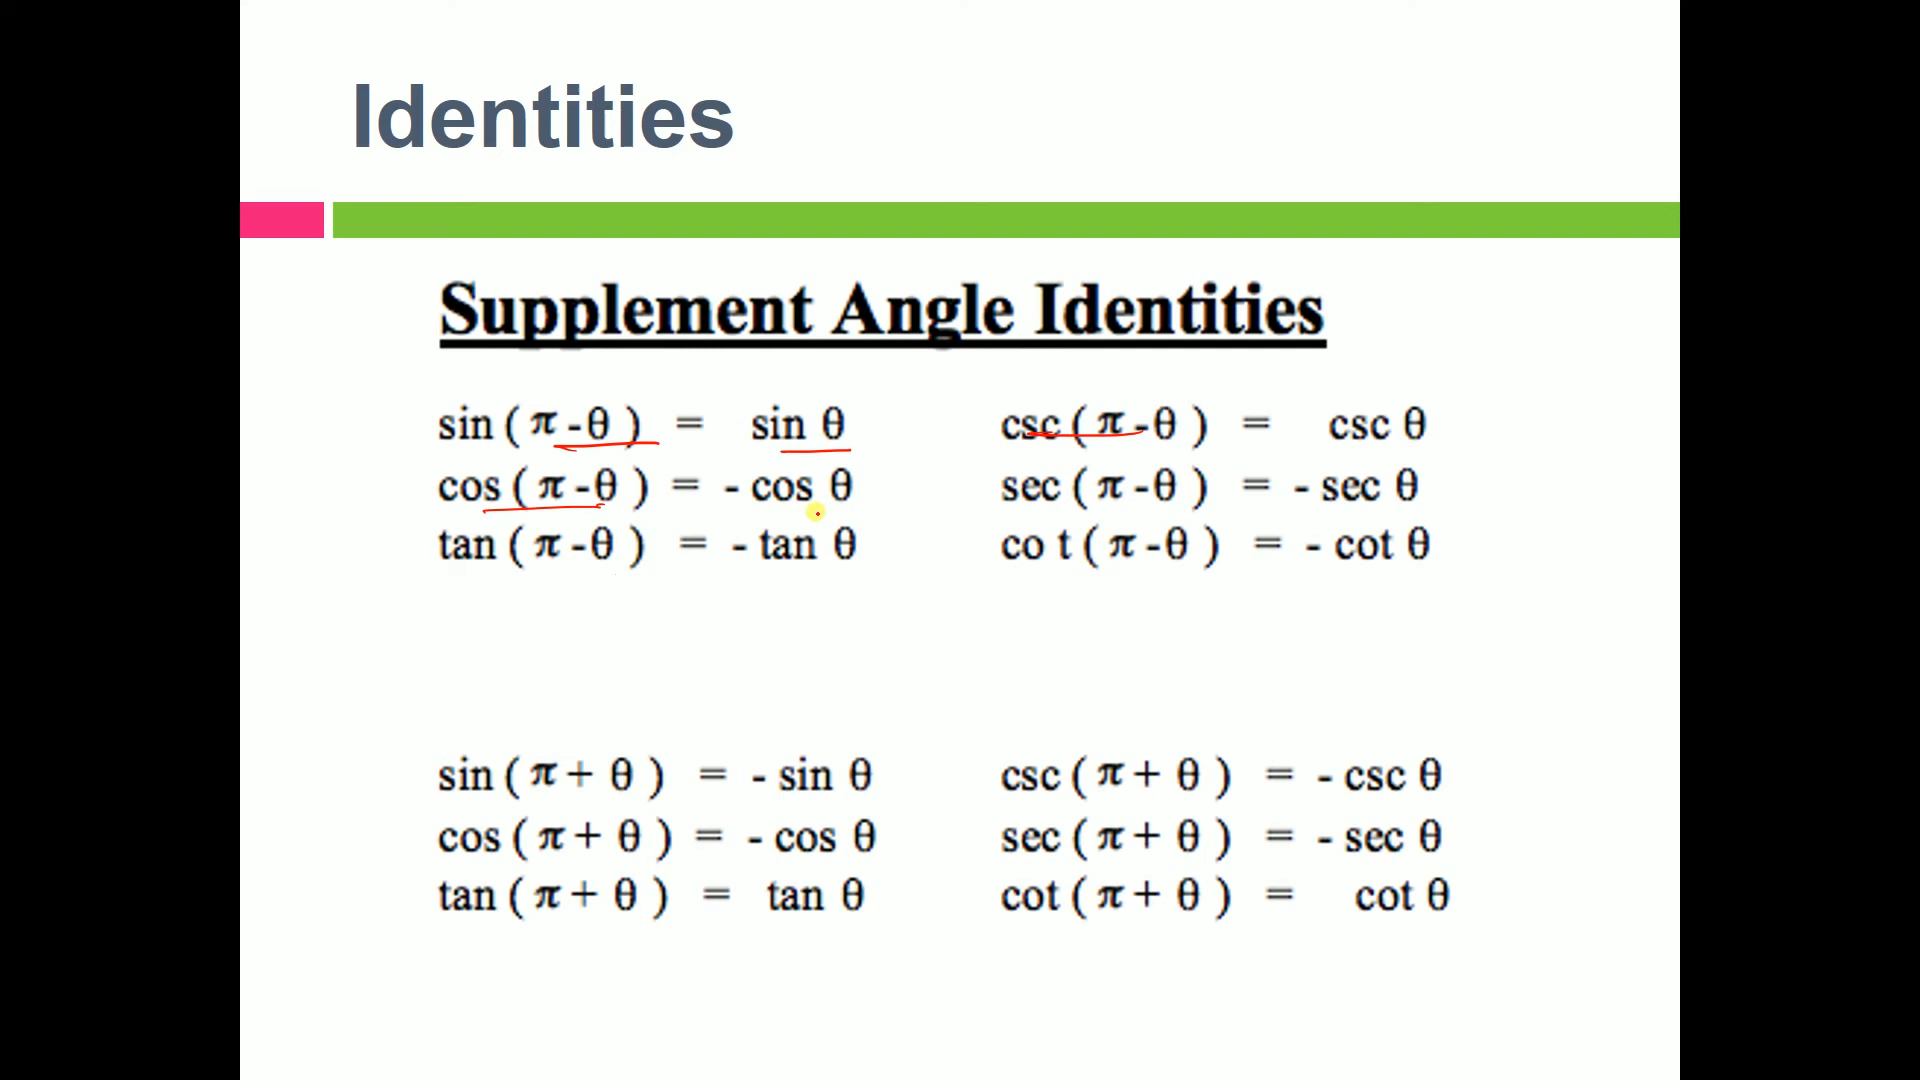 Identities
Supplement Angle Identities
sin ( π - θ ) = sin θ
csc ( π - θ ) = csc θ
cos ( π - θ ) = - cos θ
sec ( π - θ ) = - sec θ
tan ( π - θ ) = - tan θ
co t ( π - θ ) = - cot θ
sin ( π + θ ) = - sin θ
csc ( π + θ ) = - csc θ
cos ( π + θ ) = - cos θ
sec ( π + θ ) = - sec θ
tan ( π + θ ) = tan θ
cot ( π + θ ) = cot θ